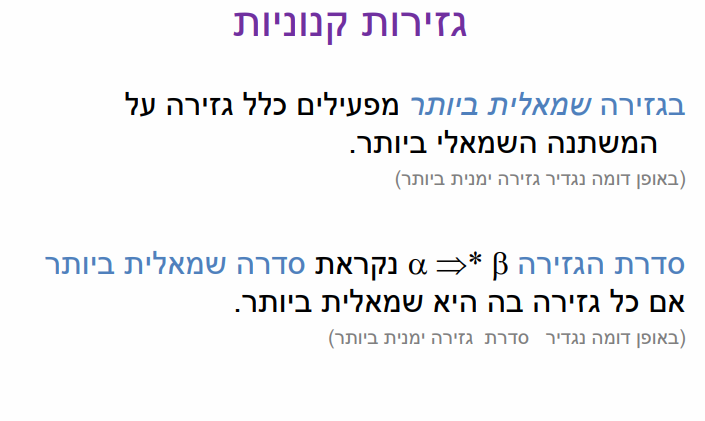 גזירות קנוניות
בגזירה שמאלית ביותר מפעילים כלל גזירה על
המשתנה השמאלי ביותר.
(באופן דומה נגדיר גזירה ימנית ביותר)
סדרת הגזירה α ⇒* β נקראת סדרה שמאלית ביותר
אם כל גזירה בה היא שמאלית ביותר.
(באופן דומה נגדיר סדרת גזירה ימנית ביותר)